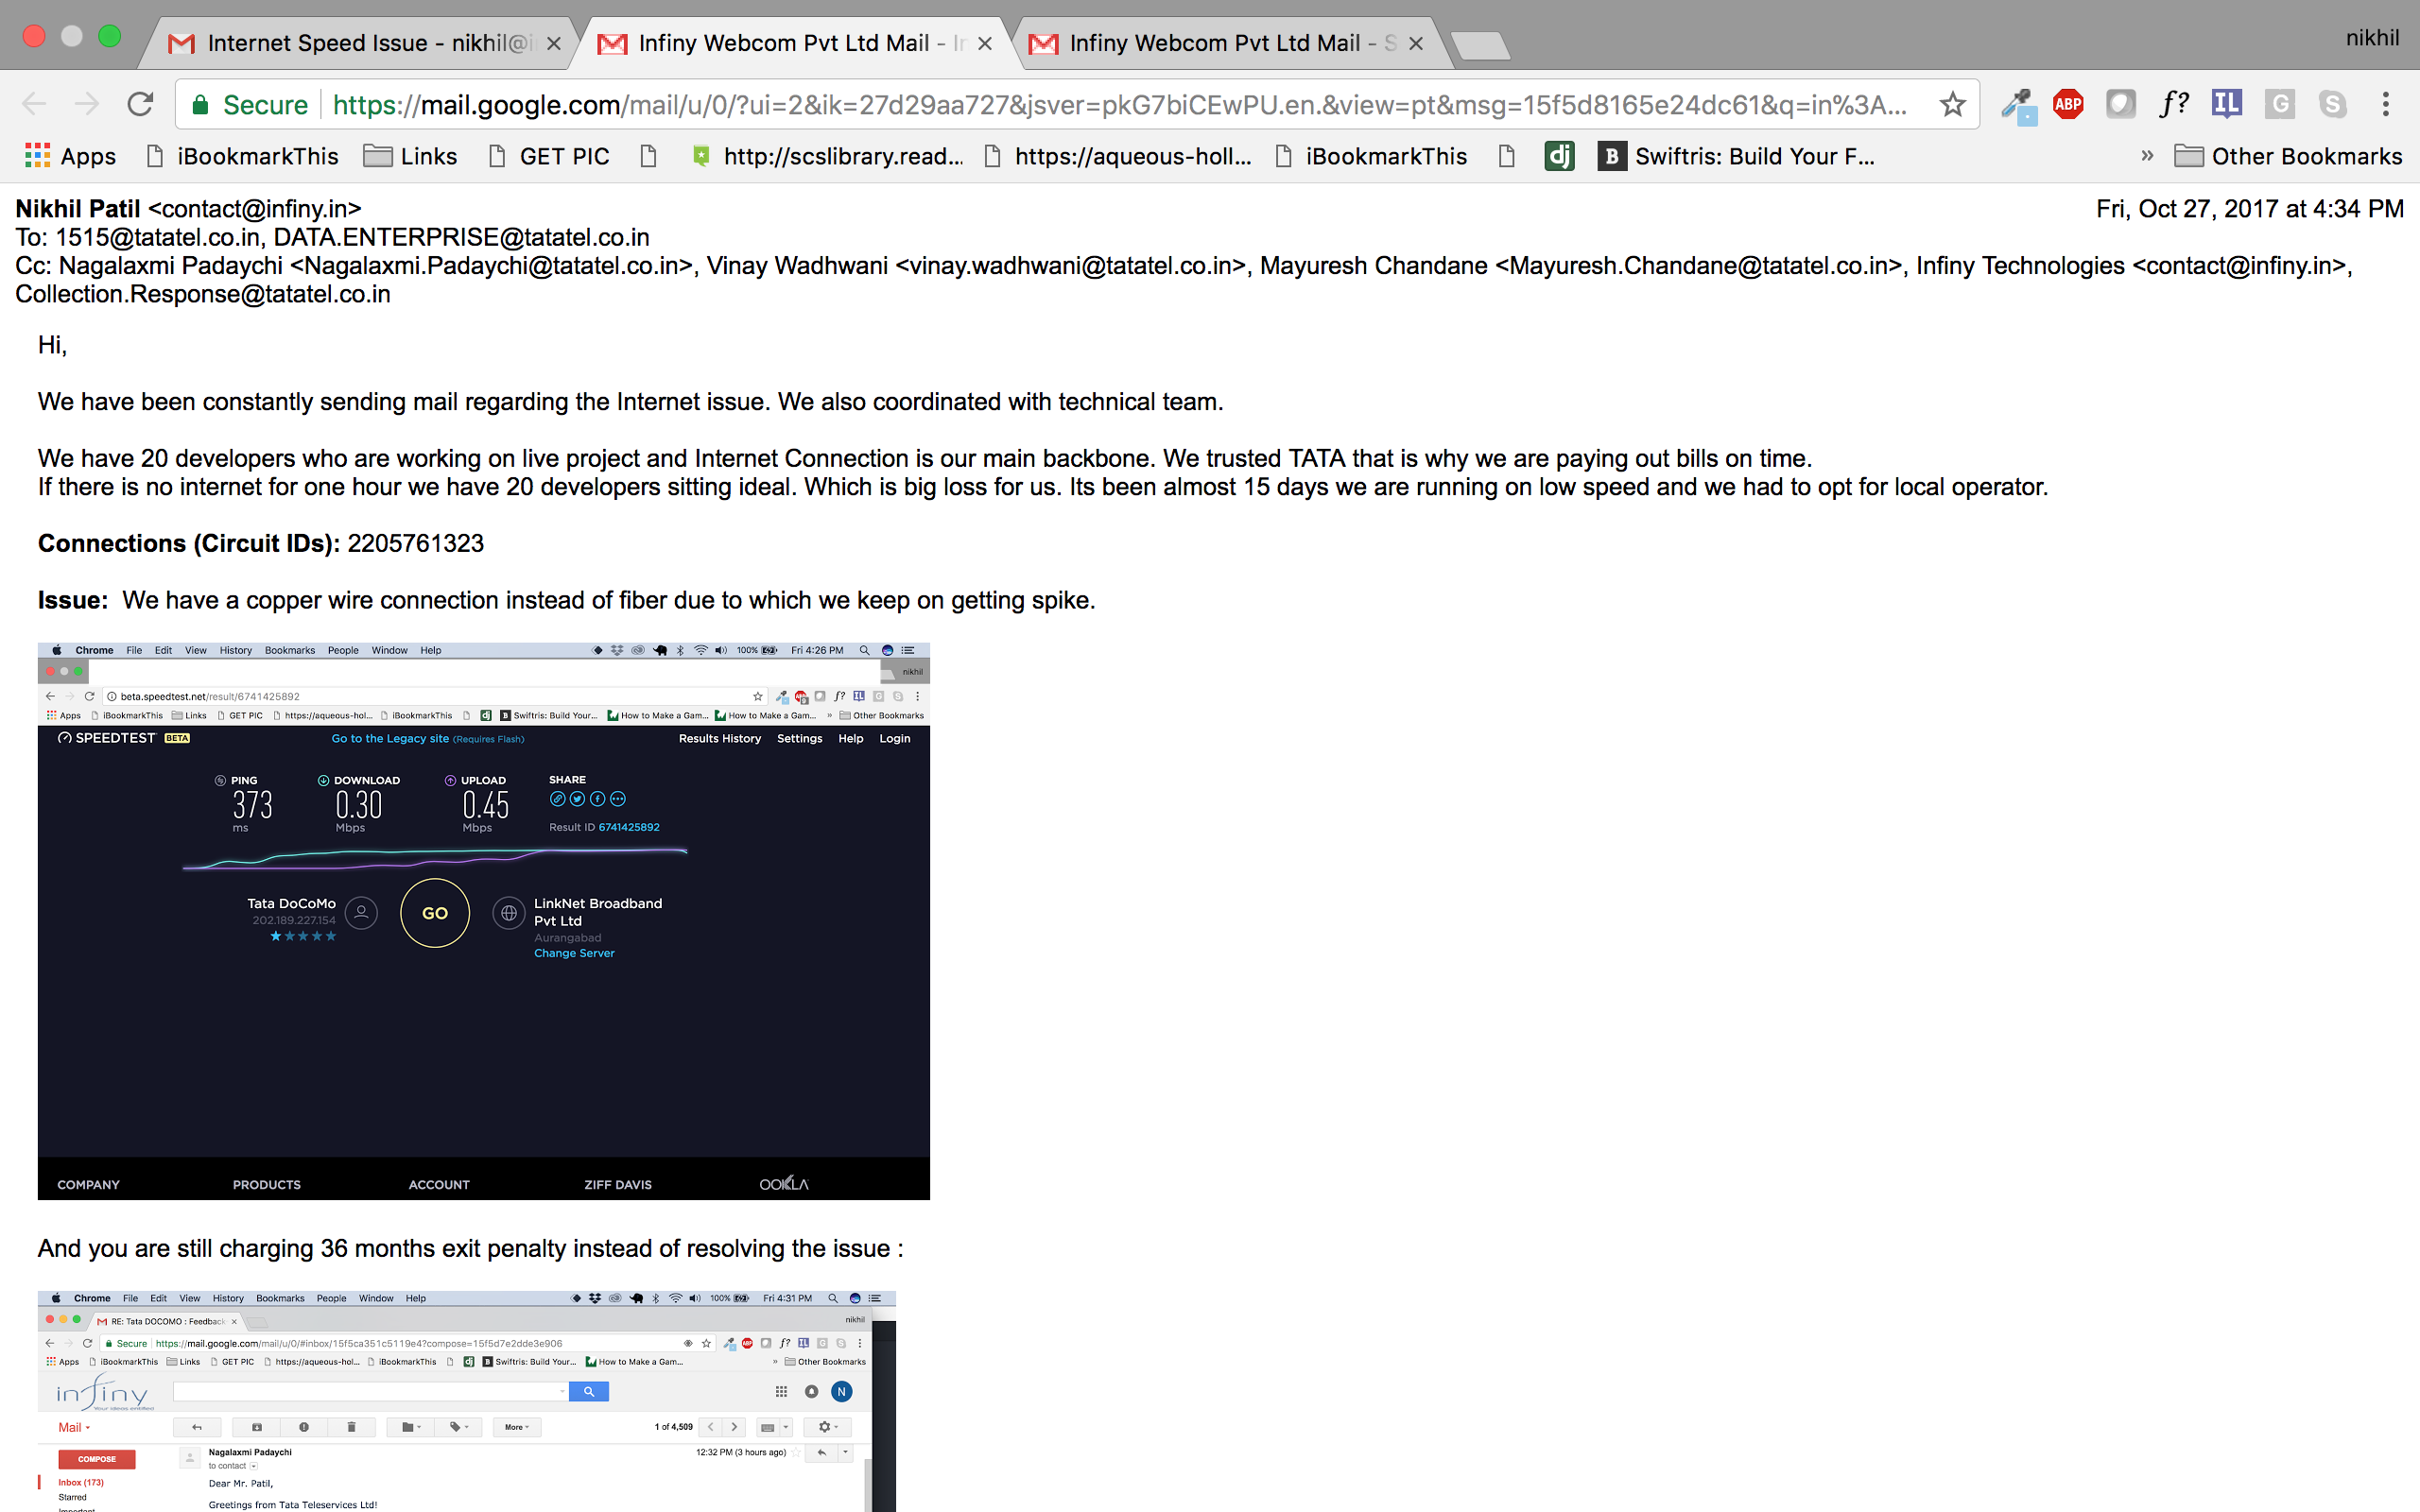 Internet Speed Issue - nikhil@i
Infiny Webcom Pvt Ltd Mail - In
Infiny Webcom Pvt Ltd Mail - S
nikhil
Secure https://mail.google.com/mail/u/0/?ui=2&ik=27d29aa727&jsver=pkG7biCEwPU.en.&view=pt&msg=15f5d8165e24dc61&q=in%3A...
ABP f? IL G S
Apps iBookmarkThis Links GET PIC http://scslibrary.read... https://aqueous-holl... iBookmarkThis dj B Swiftris: Build Your F... » Other Bookmarks
Nikhil Patil <contact@infiny.in> Fri, Oct 27, 2017 at 4:34 PM
To: 1515@tatatel.co.in, DATA.ENTERPRISE@tatatel.co.in
Cc: Nagalaxmi Padaychi <Nagalaxmi.Padaychi@tatatel.co.in>, Vinay Wadhwani <vinay.wadhwani@tatatel.co.in>, Mayuresh Chandane <Mayuresh.Chandane@tatatel.co.in>, Infiny Technologies <contact@infiny.in>,
Collection.Response@tatatel.co.in
Hi,
We have been constantly sending mail regarding the Internet issue. We also coordinated with technical team.
We have 20 developers who are working on live project and Internet Connection is our main backbone. We trusted TATA that is why we are paying out bills on time.
If there is no internet for one hour we have 20 developers sitting ideal. Which is big loss for us. Its been almost 15 days we are running on low speed and we had to opt for local operator.
Connections (Circuit IDs): 2205761323
Issue: We have a copper wire connection instead of fiber due to which we keep on getting spike.
Chrome File Edit View History Bookmarks People Window Help 100% Fri 4:26 PM
nikhil
beta.speedtest.net/result/6741425892
Apps iBookmarkThis Links GET PIC https://aqueous-hol... iBookmarkThis dj B Swiftris: Build Your... How to Make a Gam... How to Make a Gam... » Other Bookmarks
SPEEDTEST BETA Go to the Legacy site (Requires Flash) Results History Settings Help Login
PING DOWNLOAD UPLOAD SHARE
373 0.30 0.45
ms Mbps Mbps Result ID 6741425892
Tata DoCoMo
202.189.227.154
GO
LinkNet Broadband
Pvt Ltd
Aurangabad
Change Server
COMPANY PRODUCTS ACCOUNT ZIFF DAVIS OOKLA
And you are still charging 36 months exit penalty instead of resolving the issue :
Chrome File Edit View History Bookmarks People Window Help 100% Fri 4:31 PM
RE: Tata DOCOMO : Feedback
nikhil
Secure https://mail.google.com/mail/u/0/#inbox/15f5ca351c5119e4?compose=15f5d7e2dde3e906
Apps iBookmarkThis Links GET PIC https://aqueous-hol... iBookmarkThis dj B Swiftris: Build Your... How to Make a Gam... » Other Bookmarks
infiny
Your ideas entitled
N
Mail More 1 of 4,509
COMPOSE
Nagalaxmi Padaychi 12:32 PM (3 hours ago)
to contact
Inbox (173)
Dear Mr. Patil,
Starred
Greetings from Tata Teleservices Ltd!
Important